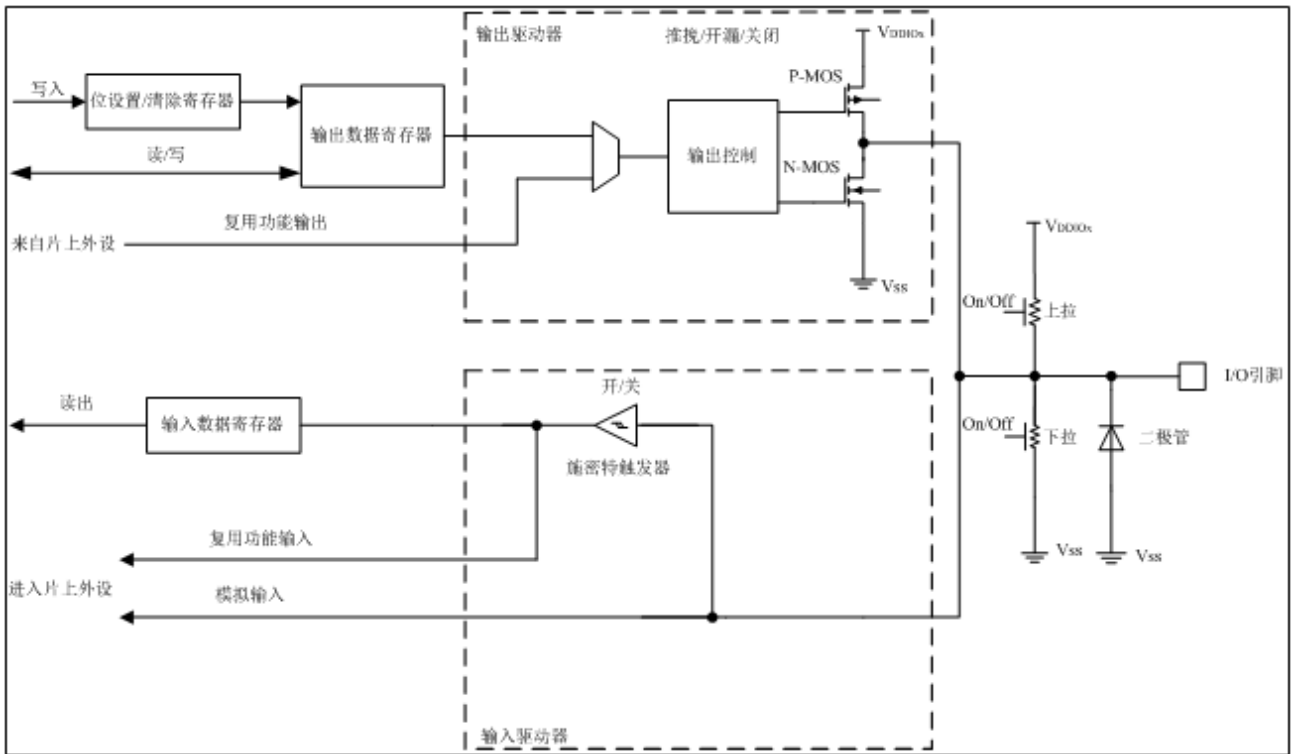 输出驱动器
推挽/开漏/关闭
VDDIOx
P-MOS
写入
位设置/清除寄存器
输出数据寄存器
输出控制
读/写
N-MOS
复用功能输出
来自片上外设
VDDIOx
Vss
On/Off
上拉
开/关
I/O引脚
读出
输入数据寄存器
On/Off
下拉
二极管
施密特触发器
复用功能输入
Vss
Vss
进入片上外设
模拟输入
输入驱动器